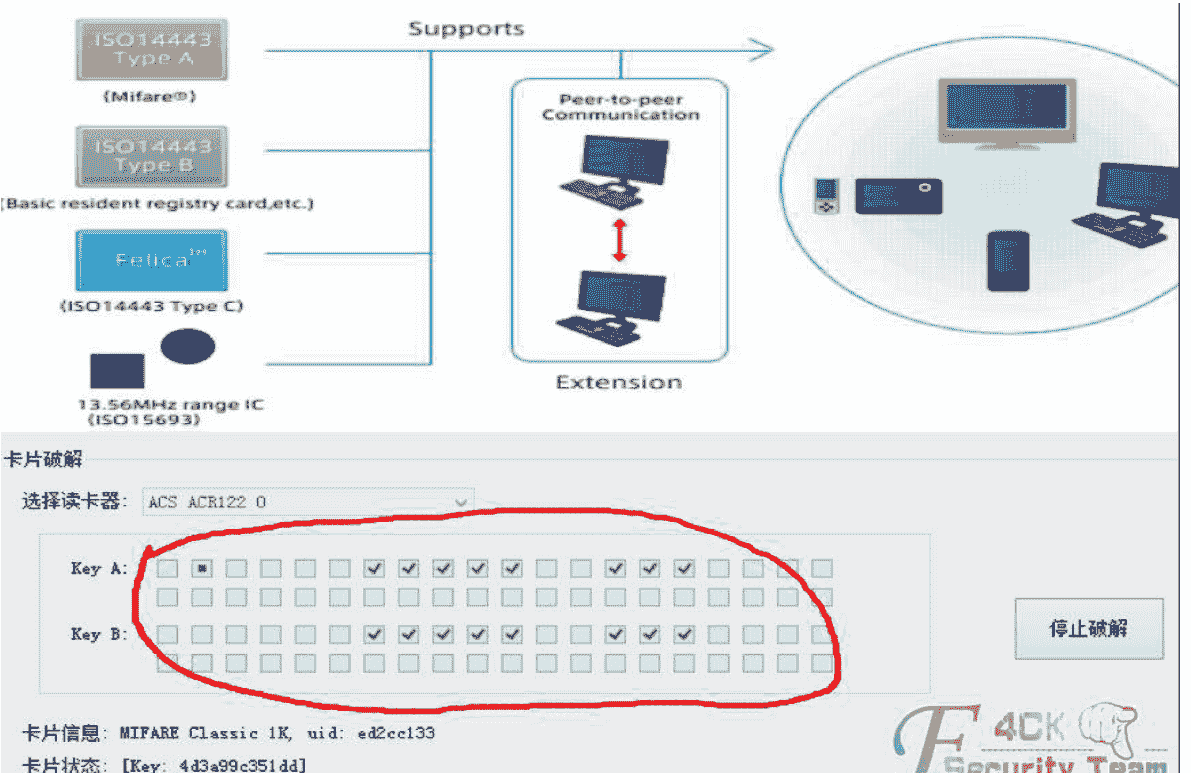 Supports
ISO14443
Type A
(Mifare®)
Peer-to-peer
Communication
ISO14443
Type B
(Basic resident registry card,etc.)
Felica
(ISO14443 Type C)
Extension
13.56MHz range IC
(ISO15693)
卡片破解
选择读卡器: ACS ACR122 0
Key A:
Key B:
停止破解
卡片信息: MIFARE Classic 1K, uid: ed2cc133
卡片状态: [Key: 4d3a99c351dd]
F4CK
Security Team